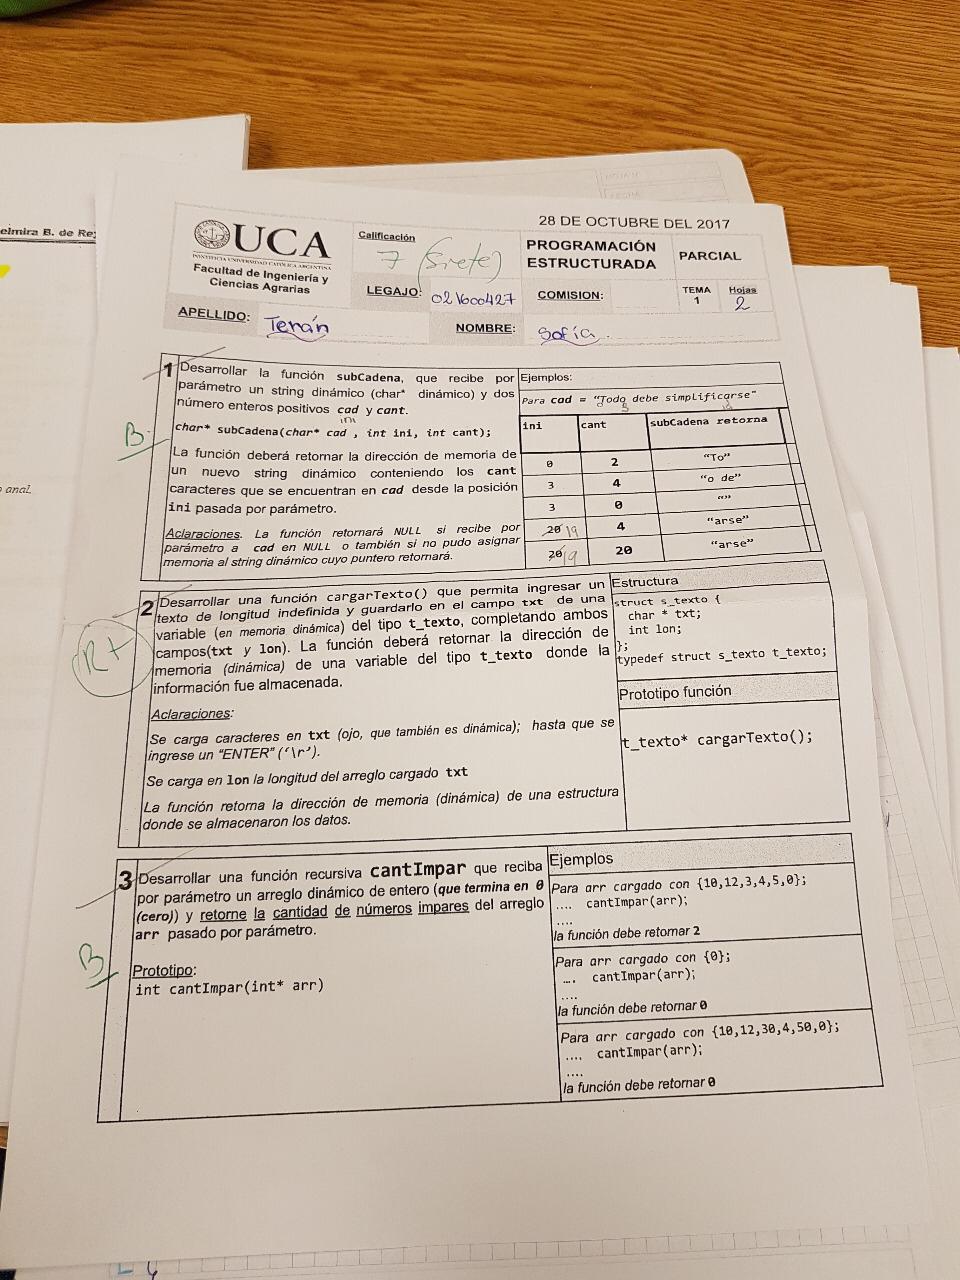 elmira B. de Re
o anal.
28 DE OCTUBRE DEL 2017
UCA
PONTIFICIA UNIVERSIDAD CATÓLICA ARGENTINA
Facultad de Ingeniería y
Ciencias Agrarias
Calificación
7 (Siete)
PROGRAMACIÓN
ESTRUCTURADA
PARCIAL
LEGAJO: 021600427
COMISION:
TEMA
1
Hojas
2
APELLIDO: Terán
NOMBRE: Sofía.
1
B
Desarrollar la función subCadena, que recibe por
parámetro un string dinámico (char* dinámico) y dos
número enteros positivos cad y cant.
ini
char* subCadena(char* cad , int ini, int cant);
La función deberá retornar la dirección de memoria de
un nuevo string dinámico conteniendo los cant
caracteres que se encuentran en cad desde la posición
ini pasada por parámetro.
Aclaraciones. La función retornará NULL si recibe por
parámetro a cad en NULL o también si no pudo asignar
memoria al string dinámico cuyo puntero retornará.
Ejemplos:
Para cad = "Todo debe simplificarse"
ini cant subCadena retorna
0 2 "To"
3 4 "o de"
3 0 ""
20 19 4 "arse"
20 19 20 "arse"
2
R+
Desarrollar una función cargarTexto() que permita ingresar un
texto de longitud indefinida y guardarlo en el campo txt de una
variable (en memoria dinámica) del tipo t_texto, completando ambos
campos(txt y lon). La función deberá retornar la dirección de
memoria (dinámica) de una variable del tipo t_texto donde la
información fue almacenada.
Aclaraciones:
Se carga caracteres en txt (ojo, que también es dinámica); hasta que se
ingrese un "ENTER" ('\r').
Se carga en lon la longitud del arreglo cargado txt
La función retorna la dirección de memoria (dinámica) de una estructura
donde se almacenaron los datos.
Estructura
struct s_texto {
char * txt;
int lon;
};
typedef struct s_texto t_texto;
Prototipo función
t_texto* cargarTexto();
3
B
Desarrollar una función recursiva cantImpar que reciba
por parámetro un arreglo dinámico de entero (que termina en 0
(cero)) y retorne la cantidad de números impares del arreglo
arr pasado por parámetro.
Prototipo:
int cantImpar(int* arr)
Ejemplos
Para arr cargado con {10,12,3,4,5,0};
.... cantImpar(arr);
....
la función debe retornar 2
Para arr cargado con {0};
.... cantImpar(arr);
....
la función debe retornar 0
Para arr cargado con {10,12,30,4,50,0};
.... cantImpar(arr);
....
la función debe retornar 0